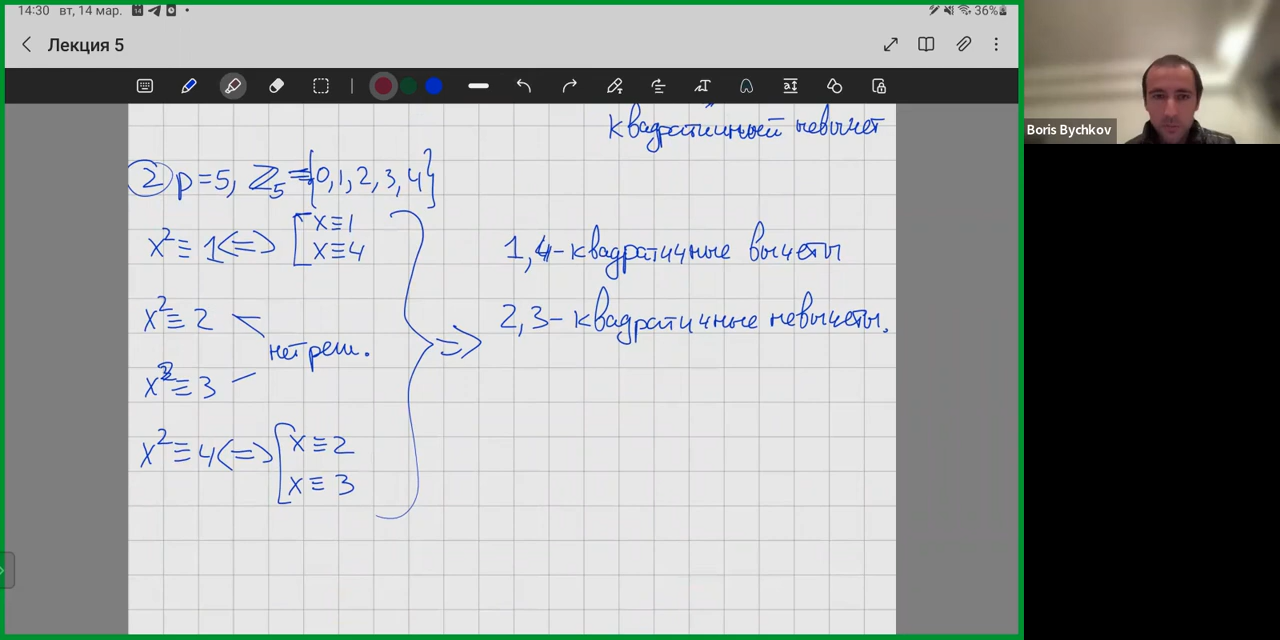 14:30 вт, 14 мар.
36%
Лекция 5
Boris Bychkov
квадратичный невычет
2 p=5, ℤ₅={0,1,2,3,4}
x²≡1<=> [x≡1
x≡4
1,4-квадратичные вычеты
x²≡2
2,3-квадратичные невычеты.
нет реш.
x²≡3
=>
x²≡4<=> [x≡2
x≡3